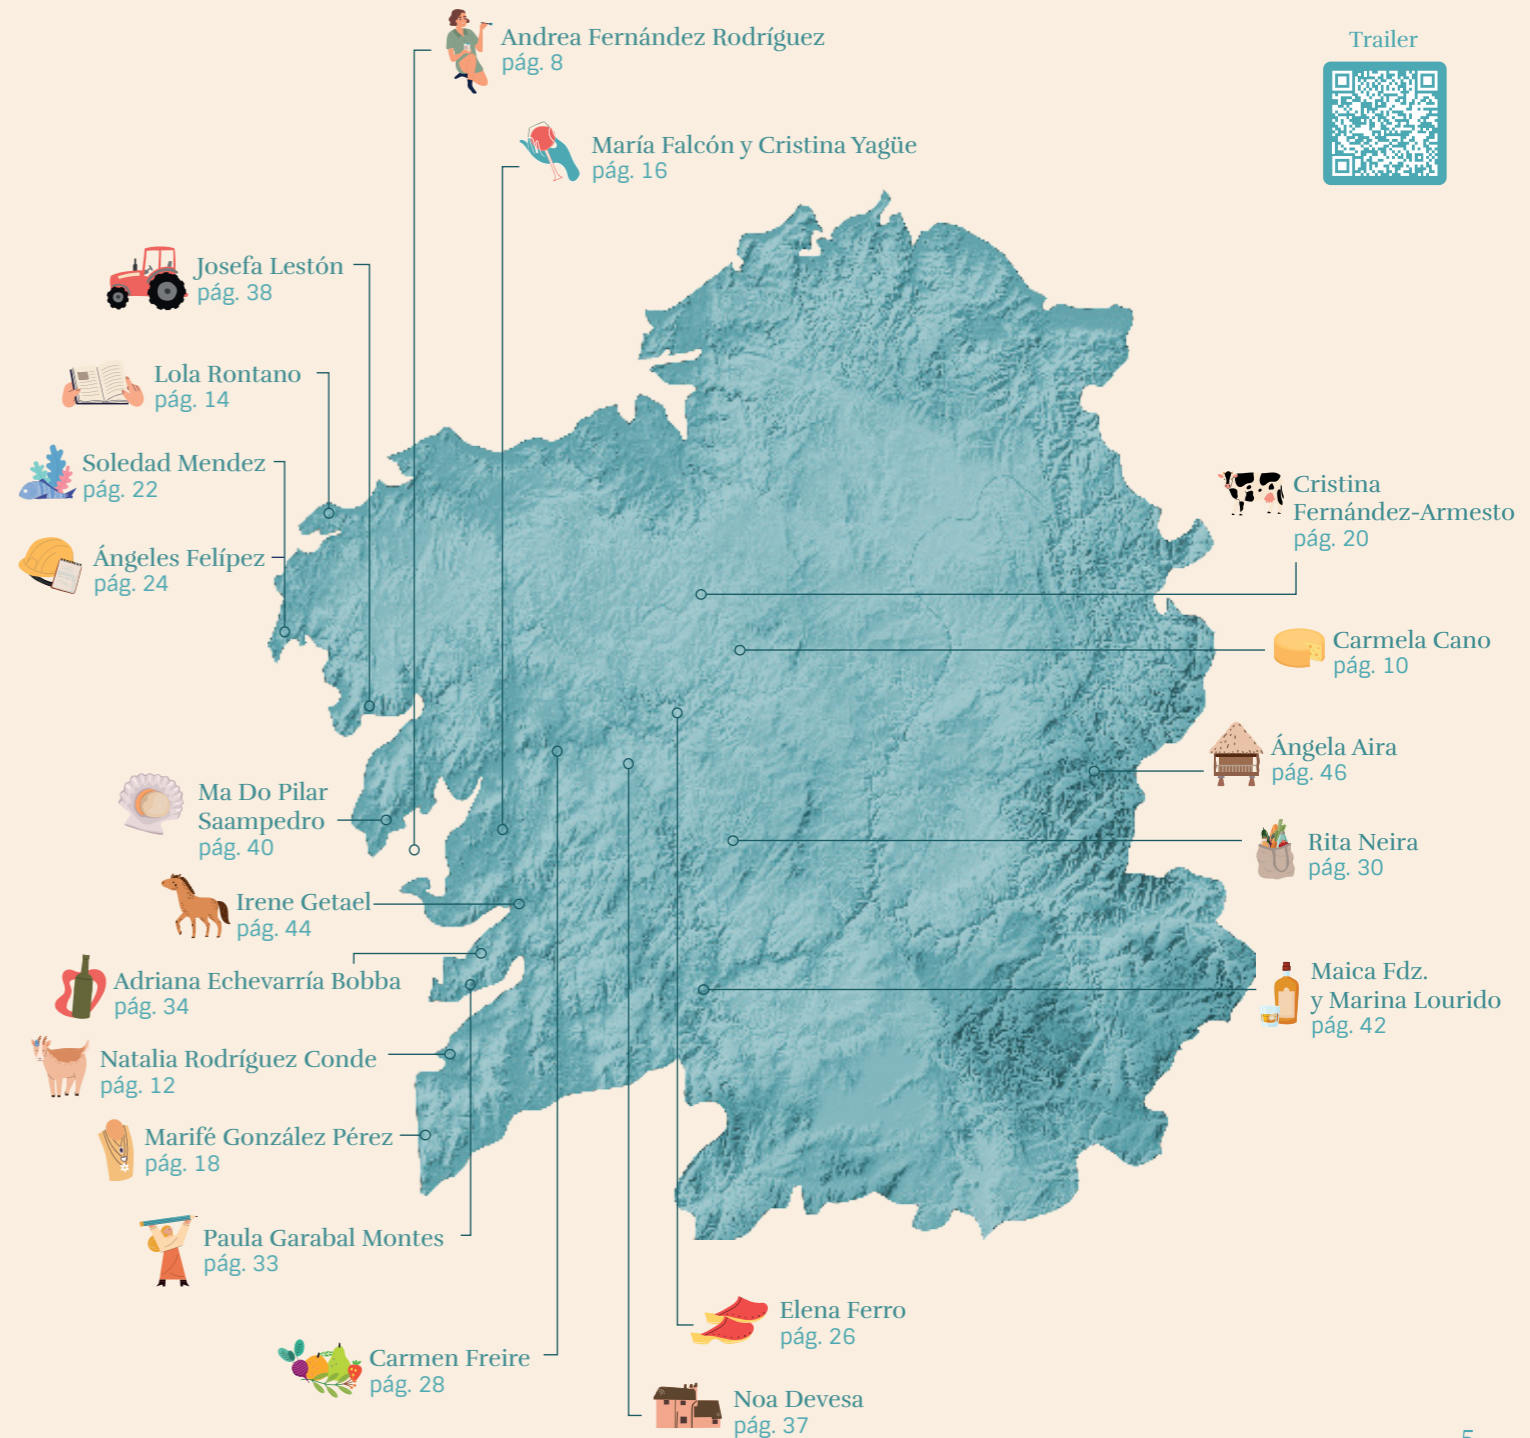 Andrea Fernández Rodríguez
pág. 8
Trailer
María Falcón y Cristina Yagüe
pág. 16
Josefa Lestón
pág. 38
Lola Rontano
pág. 14
Soledad Mendez
pág. 22
Ángeles Felípez
pág. 24
Cristina
Fernández-Armesto
pág. 20
Carmela Cano
pág. 10
Ángela Aira
pág. 46
Ma Do Pilar
Saampedro
pág. 40
Rita Neira
pág. 30
Irene Getael
pág. 44
Adriana Echevarría Bobba
pág. 34
Maica Fdz.
y Marina Lourido
pág. 42
Natalia Rodríguez Conde
pág. 12
Marifé González Pérez
pág. 18
Paula Garabal Montes
pág. 33
Elena Ferro
pág. 26
Carmen Freire
pág. 28
Noa Devesa
pág. 37
5